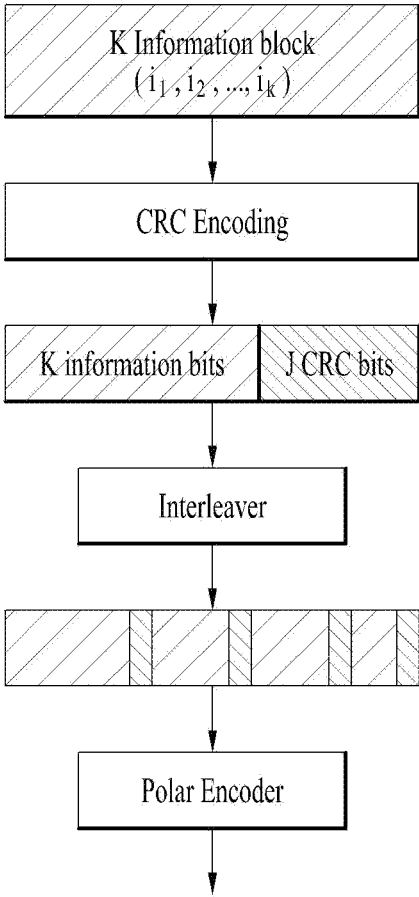 K Information block
( i₁ , i₂ , ..., iₖ )
CRC Encoding
K information bits J CRC bits
Interleaver
Polar Encoder